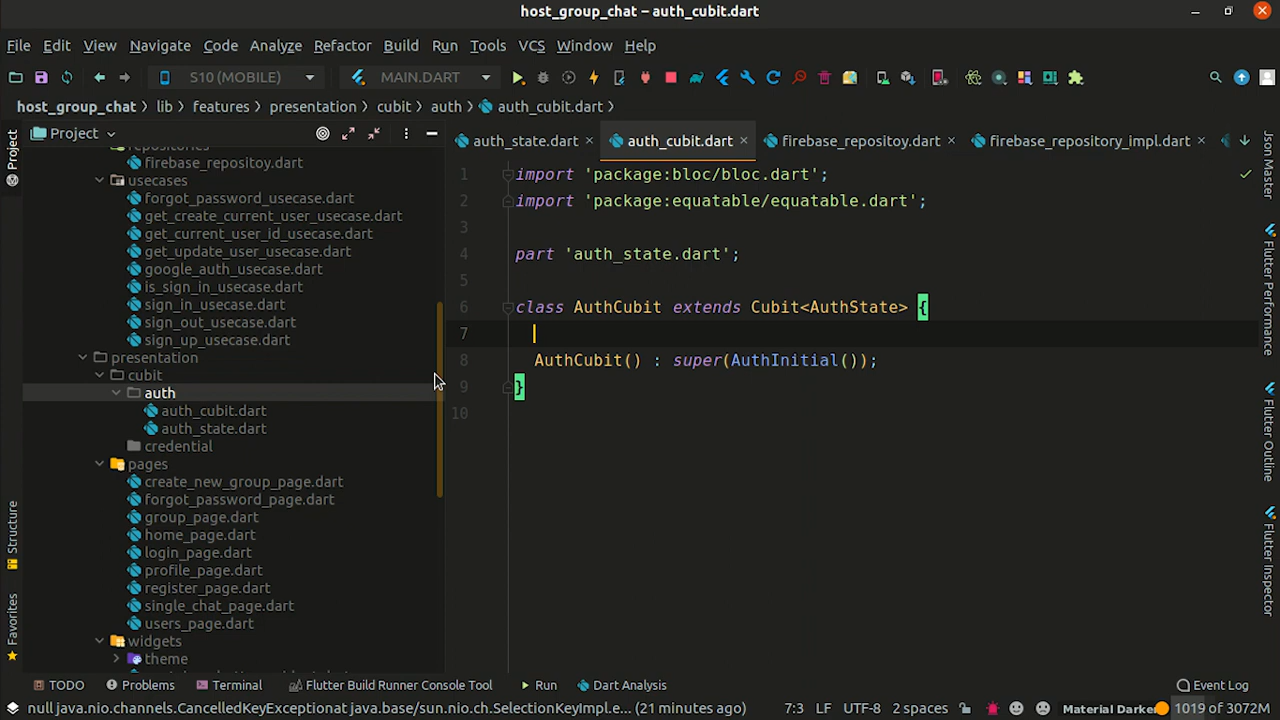 host_group_chat – auth_cubit.dart
File Edit View Navigate Code Analyze Refactor Build Run Tools VCS Window Help
S10 (MOBILE) MAIN.DART
host_group_chat lib features presentation cubit auth auth_cubit.dart
Project
Project
Structure
Favorites
repositories
firebase_repositoy.dart
usecases
forgot_password_usecase.dart
get_create_current_user_usecase.dart
get_current_user_id_usecase.dart
get_update_user_usecase.dart
google_auth_usecase.dart
is_sign_in_usecase.dart
sign_in_usecase.dart
sign_out_usecase.dart
sign_up_usecase.dart
presentation
cubit
auth
auth_cubit.dart
auth_state.dart
credential
pages
create_new_group_page.dart
forgot_password_page.dart
group_page.dart
home_page.dart
login_page.dart
profile_page.dart
register_page.dart
single_chat_page.dart
users_page.dart
widgets
theme
auth_state.dart auth_cubit.dart firebase_repositoy.dart firebase_repository_impl.dart
1 import 'package:bloc/bloc.dart';
2 import 'package:equatable/equatable.dart';
3
4 part 'auth_state.dart';
5
6 class AuthCubit extends Cubit<AuthState> {
7
8 AuthCubit() : super(AuthInitial());
9 }
10
Json Master
Flutter Performance
Flutter Outline
Flutter Inspector
TODO Problems Terminal Flutter Build Runner Console Tool Run Dart Analysis Event Log
null java.nio.channels.CancelledKeyExceptional java.base/sun.nio.ch.SelectionKeyImpl.e... (21 minutes ago) 7:3 LF UTF-8 2 spaces Material Darker 1019 of 3072M